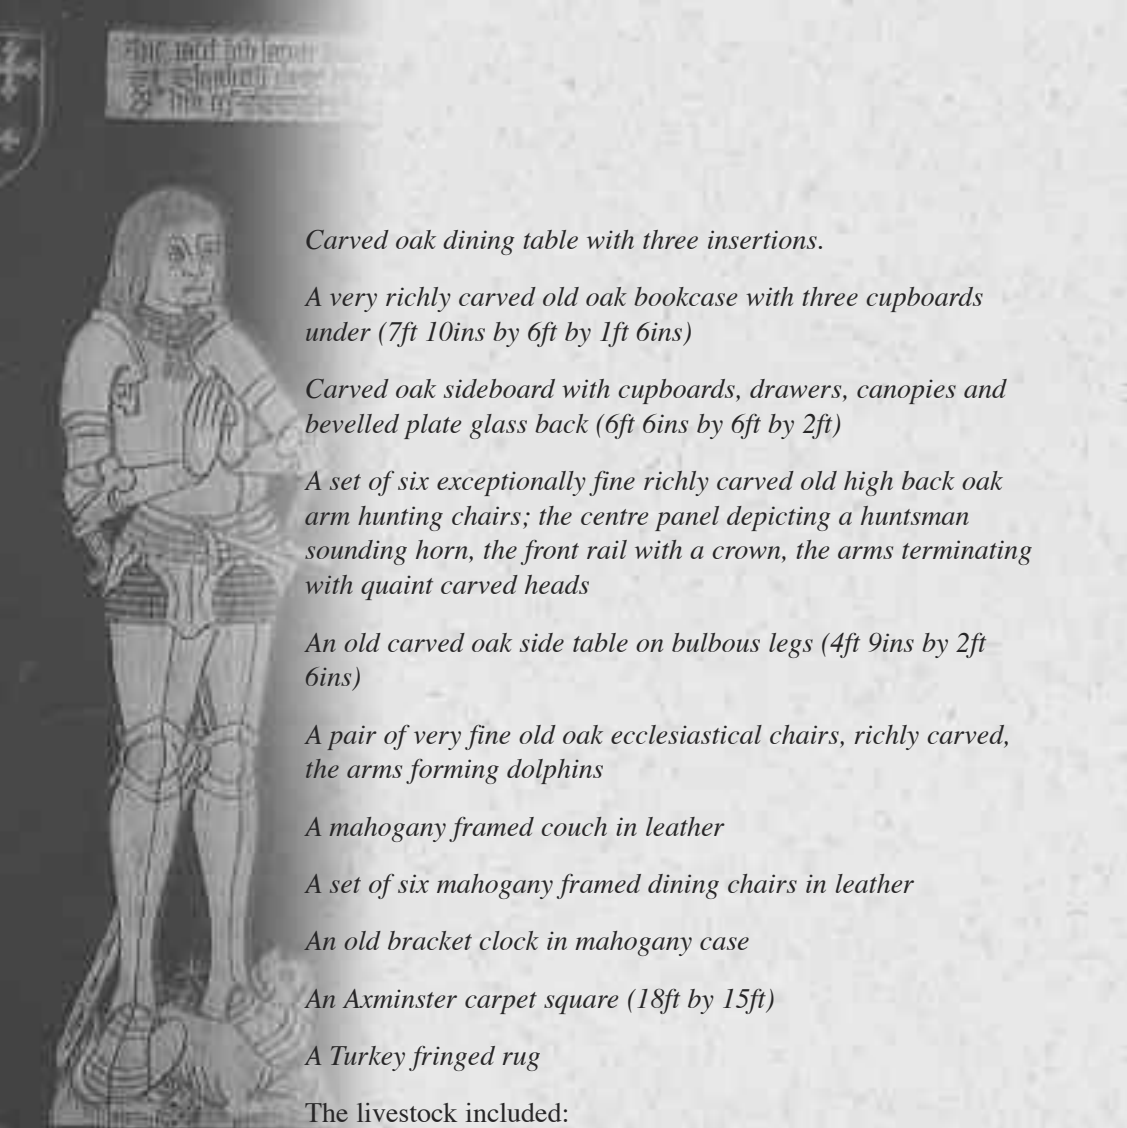 Carved oak dining table with three insertions.
A very richly carved old oak bookcase with three cupboards
under (7ft 10ins by 6ft by 1ft 6ins)
Carved oak sideboard with cupboards, drawers, canopies and
bevelled plate glass back (6ft 6ins by 6ft by 2ft)
A set of six exceptionally fine richly carved old high back oak
arm hunting chairs; the centre panel depicting a huntsman
sounding horn, the front rail with a crown, the arms terminating
with quaint carved heads
An old carved oak side table on bulbous legs (4ft 9ins by 2ft
6ins)
A pair of very fine old oak ecclesiastical chairs, richly carved,
the arms forming dolphins
A mahogany framed couch in leather
A set of six mahogany framed dining chairs in leather
An old bracket clock in mahogany case
An Axminster carpet square (18ft by 15ft)
A Turkey fringed rug
The livestock included: